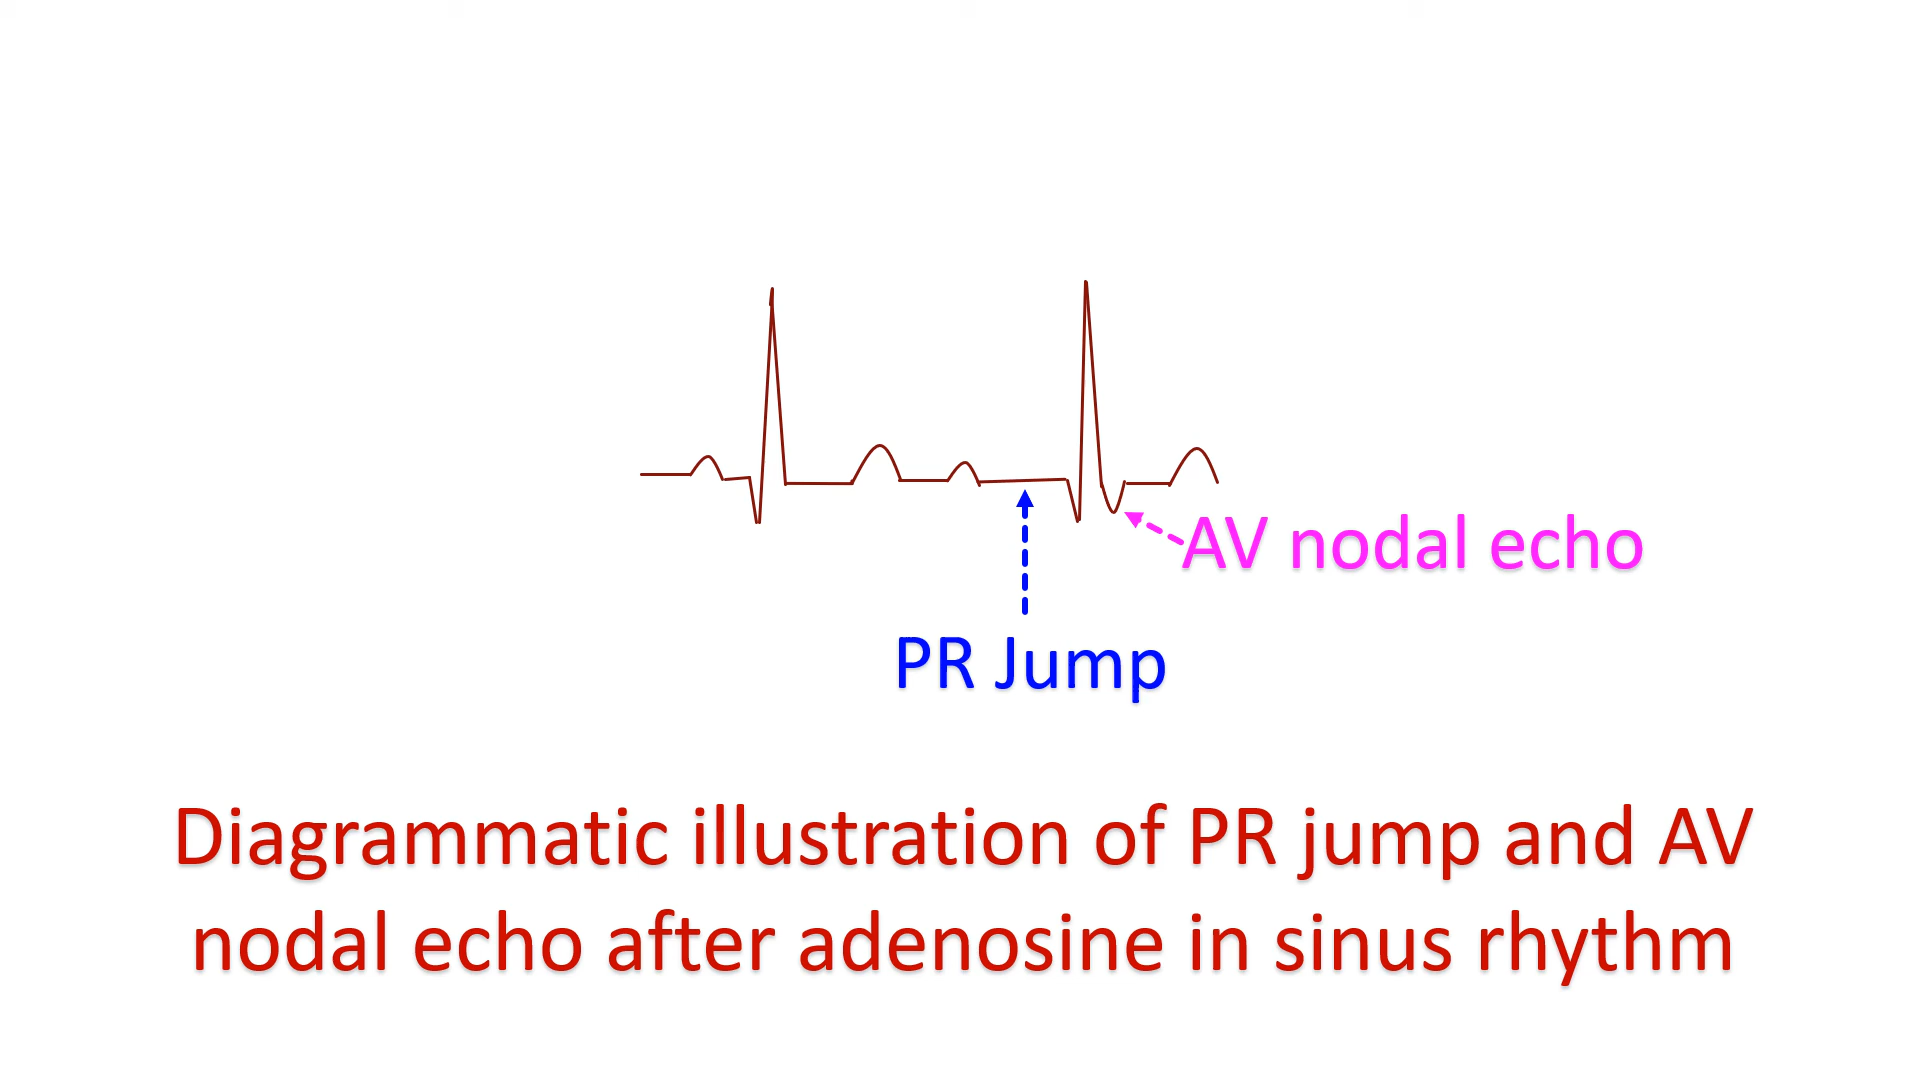 AV nodal echo
PR Jump
Diagrammatic illustration of PR jump and AV
nodal echo after adenosine in sinus rhythm